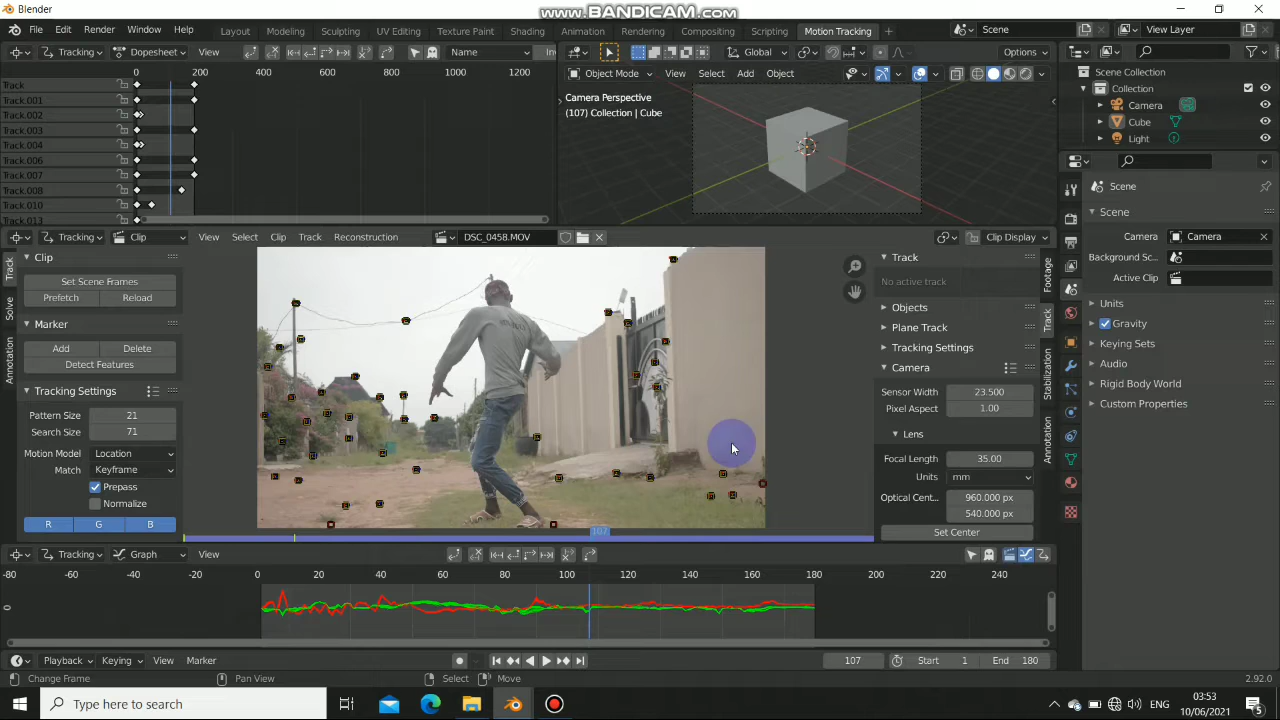 Blender
www.BANDICAM.com
File Edit Render Window Help
Layout Modeling Sculpting UV Editing Texture Paint Shading Animation Rendering Compositing Scripting Motion Tracking +
Scene
View Layer
Tracking Dopesheet View Name Inv
Global Options
0 200 400 600 800 1000 1200
Object Mode View Select Add Object
Track
Track.001
Track.002
Track.003
Track.004
Track.006
Track.007
Track.008
Track.010
Track.013
Camera Perspective
(107) Collection | Cube
Scene Collection
Collection
Camera
Cube
Light
Scene
Scene
Camera Camera
Background Sc...
Active Clip
Units
Gravity
Keying Sets
Audio
Rigid Body World
Custom Properties
Tracking Clip View Select Clip Track Reconstruction DSC_0458.MOV Clip Display
Track
Solve
Annotation
Clip
Set Scene Frames
Prefetch Reload
Marker
Add Delete
Detect Features
Tracking Settings
Pattern Size 21
Search Size 71
Motion Model Location
Match Keyframe
Prepass
Normalize
R G B
107
Track
No active track
Objects
Plane Track
Tracking Settings
Camera
Sensor Width 23.500
Pixel Aspect 1.00
Lens
Focal Length 35.00
Units mm
Optical Cent... 960.000 px
540.000 px
Set Center
Footage
Track
Stabilization
Annotation
Tracking Graph View
-80 -60 -40 -20 0 20 40 60 80 100 120 140 160 180 200 220 240
0
Playback Keying View Marker 107 Start 1 End 180
Change Frame Pan View Select Move 2.92.0
Type here to search
ENG
03:53
10/06/2021
5